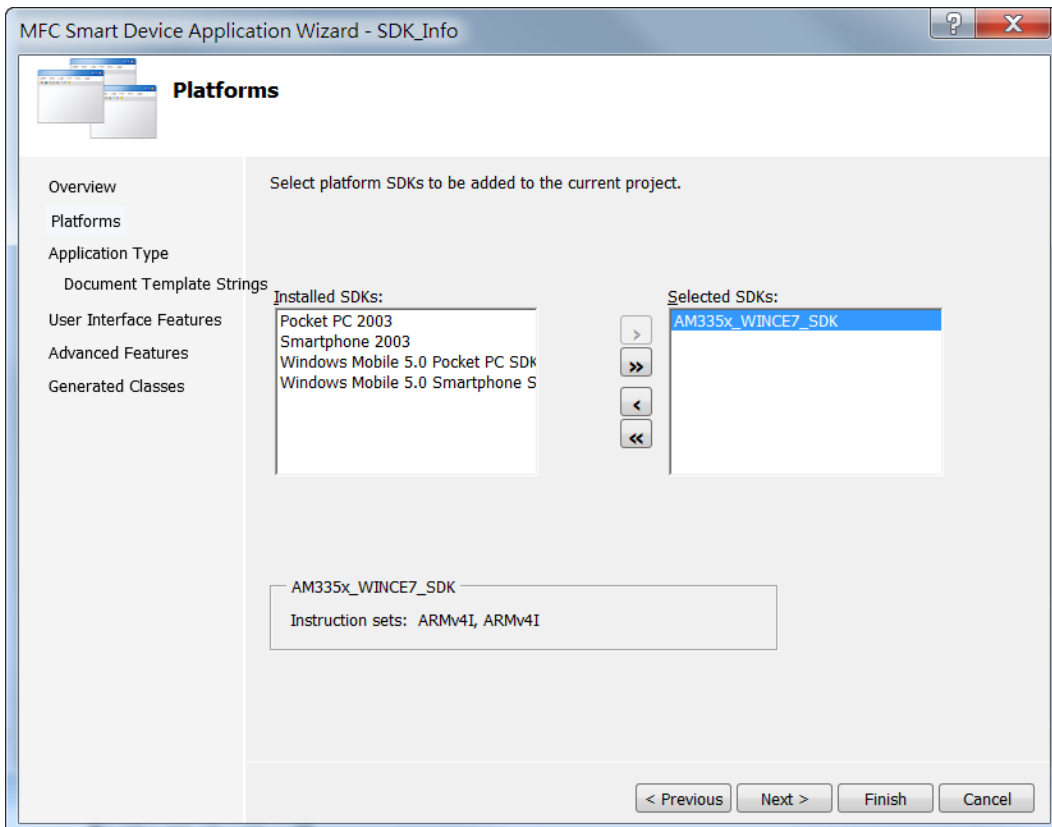 MFC Smart Device Application Wizard - SDK_Info
Platforms
Overview
Platforms
Application Type
Document Template Strings
User Interface Features
Advanced Features
Generated Classes
Select platform SDKs to be added to the current project.
Installed SDKs:
Pocket PC 2003
Smartphone 2003
Windows Mobile 5.0 Pocket PC SDK
Windows Mobile 5.0 Smartphone S
>
>>
<
<<
Selected SDKs:
AM335x_WINCE7_SDK
AM335x_WINCE7_SDK
Instruction sets: ARMv4I, ARMv4I
< Previous
Next >
Finish
Cancel